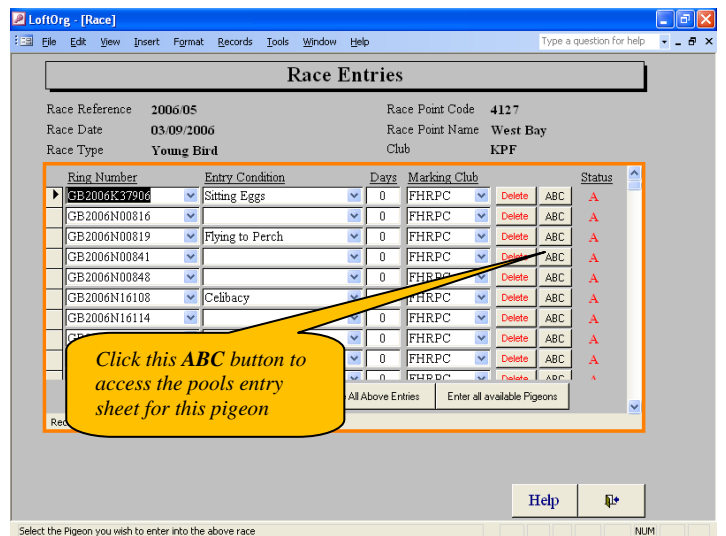 LoftOrg - [Race]
File Edit View Insert Format Records Tools Window Help Type a question for help
Race Entries
Race Reference 2006/05 Race Point Code 4127
Race Date 03/09/2006 Race Point Name West Bay
Race Type Young Bird Club KPF
Ring Number Entry Condition Days Marking Club Status
GB2006K37906 Sitting Eggs 0 FHRPC Delete ABC A
GB2006N00816 0 FHRPC Delete ABC A
GB2006N00819 Flying to Perch 0 FHRPC Delete ABC A
GB2006N00841 0 FHRPC Delete ABC A
GB2006N00848 0 FHRPC Delete ABC A
GB2006N16108 Celibacy FHRPC Delete ABC A
GB2006N16114 0 FHRPC Delete ABC A
0 FHRPC Delete ABC A
0 FHRPC Delete ABC A
0 FHRPC Delete ABC A
Click this ABC button to
access the pools entry
sheet for this pigeon
All Above Entries Enter all available Pigeons
Help
Select the Pigeon you wish to enter into the above race NUM